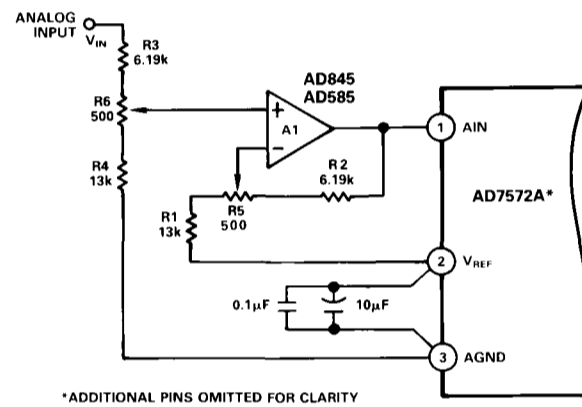 ANALOG
INPUT
VIN
R3
6.19k
R6
500
R4
13k
AD845
AD585
+
A1
−
R2
6.19k
R5
500
R1
13k
1
AIN
AD7572A*
2
VREF
0.1µF
10µF
3
AGND
*ADDITIONAL PINS OMITTED FOR CLARITY